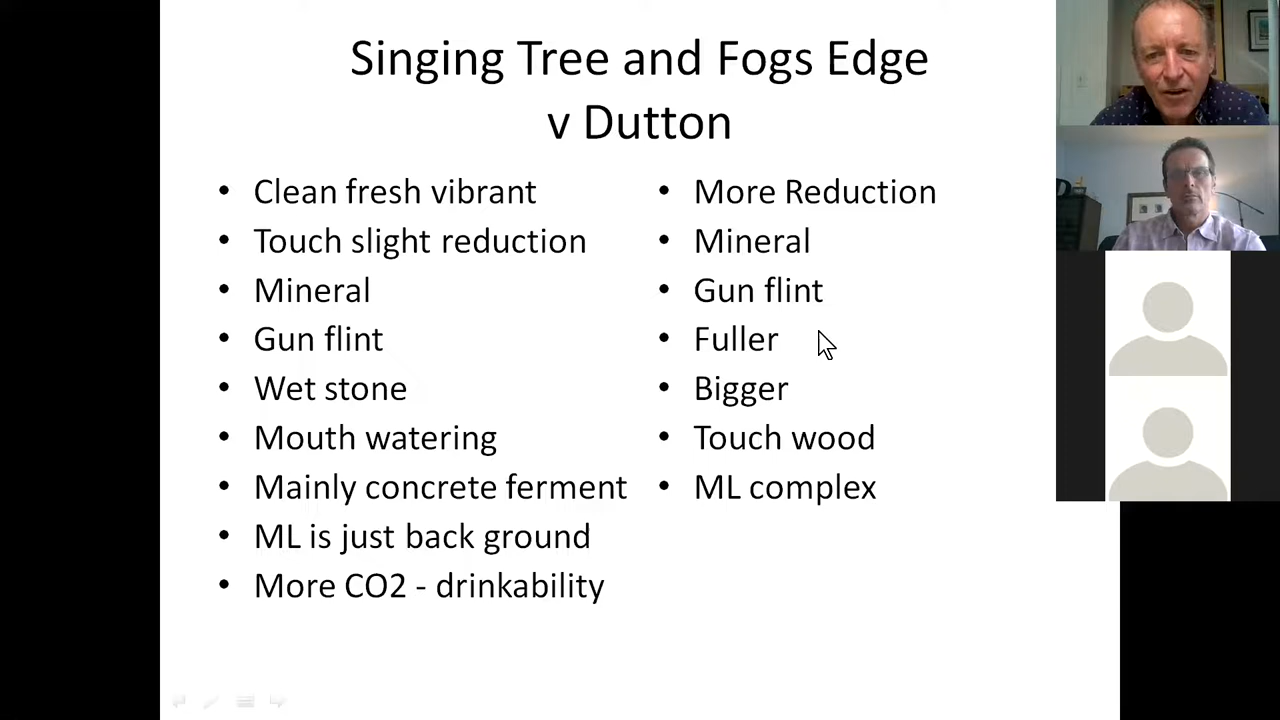 Singing Tree and Fogs Edge
v Dutton
• Clean fresh vibrant
• Touch slight reduction
• Mineral
• Gun flint
• Wet stone
• Mouth watering
• Mainly concrete ferment
• ML is just back ground
• More CO2 - drinkability
• More Reduction
• Mineral
• Gun flint
• Fuller
• Bigger
• Touch wood
• ML complex